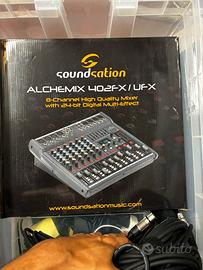 soundsation
ALCHEMIX 402FX/UFX
8-Channel High Quality Mixer
with 24-bit Digital Multi-Effect
www.soundsationmusic.com
subito